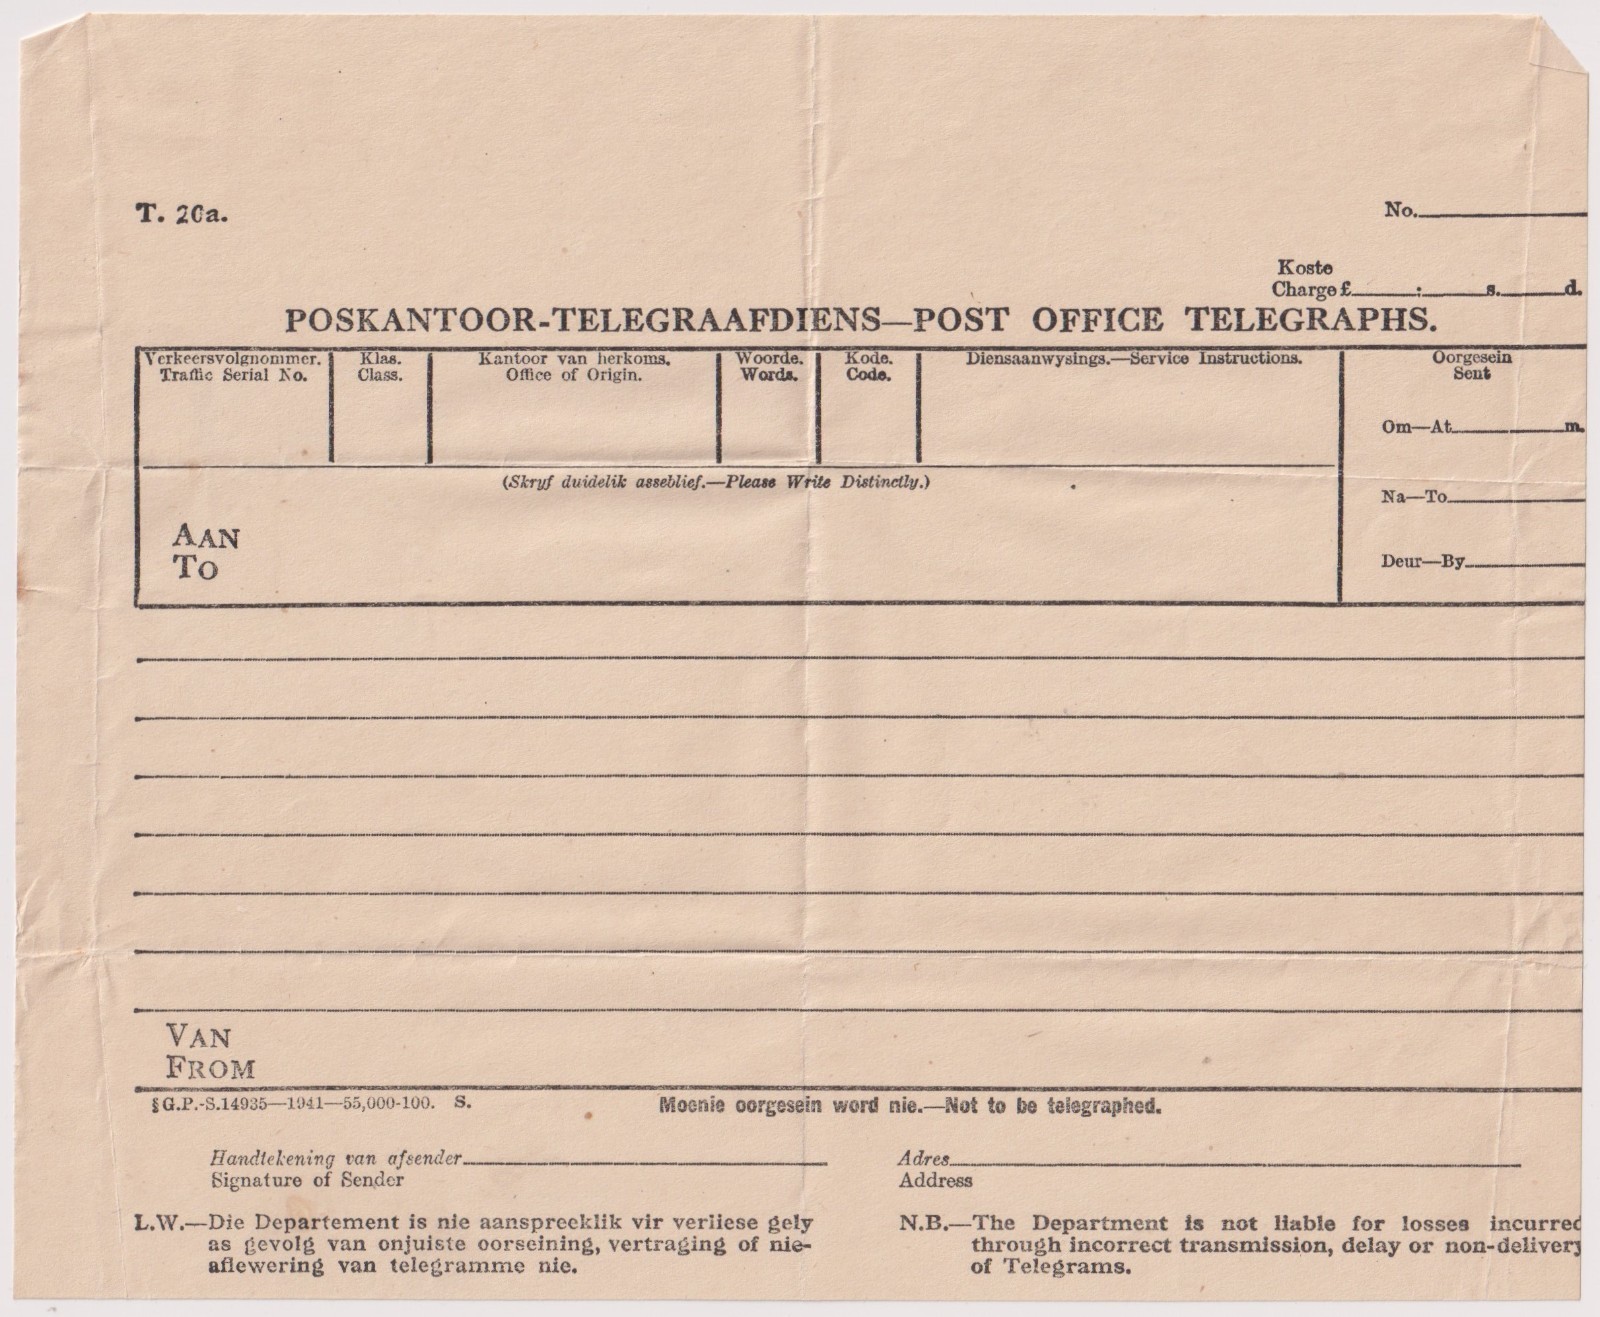 T. 20a.
No.
Koste
Charge £ : s. d.
POSKANTOOR-TELEGRAAFDIENS—POST OFFICE TELEGRAPHS.
Verkeersvolgnommer. Klas. Kantoor van herkoms. Woorde. Kode. Diensaanwysings.—Service Instructions. Oorgesein
Traffic Serial No. Class. Office of Origin. Words. Code. Sent
Om—At m.
(Skryf duidelik asseblief.—Please Write Distinctly.)
Na—To
AAN
TO
Deur—By
VAN
FROM
§ G.P.-S.14935—1941—55,000-100. S. Moenie oorgesein word nie.—Not to be telegraphed.
Handtekening van afsender Adres
Signature of Sender Address
L.W.—Die Departement is nie aanspreeklik vir verliese gely
as gevolg van onjuiste oorseining, vertraging of nie-
aflewering van telegramme nie.
N.B.—The Department is not liable for losses incurred
through incorrect transmission, delay or non-delivery
of Telegrams.